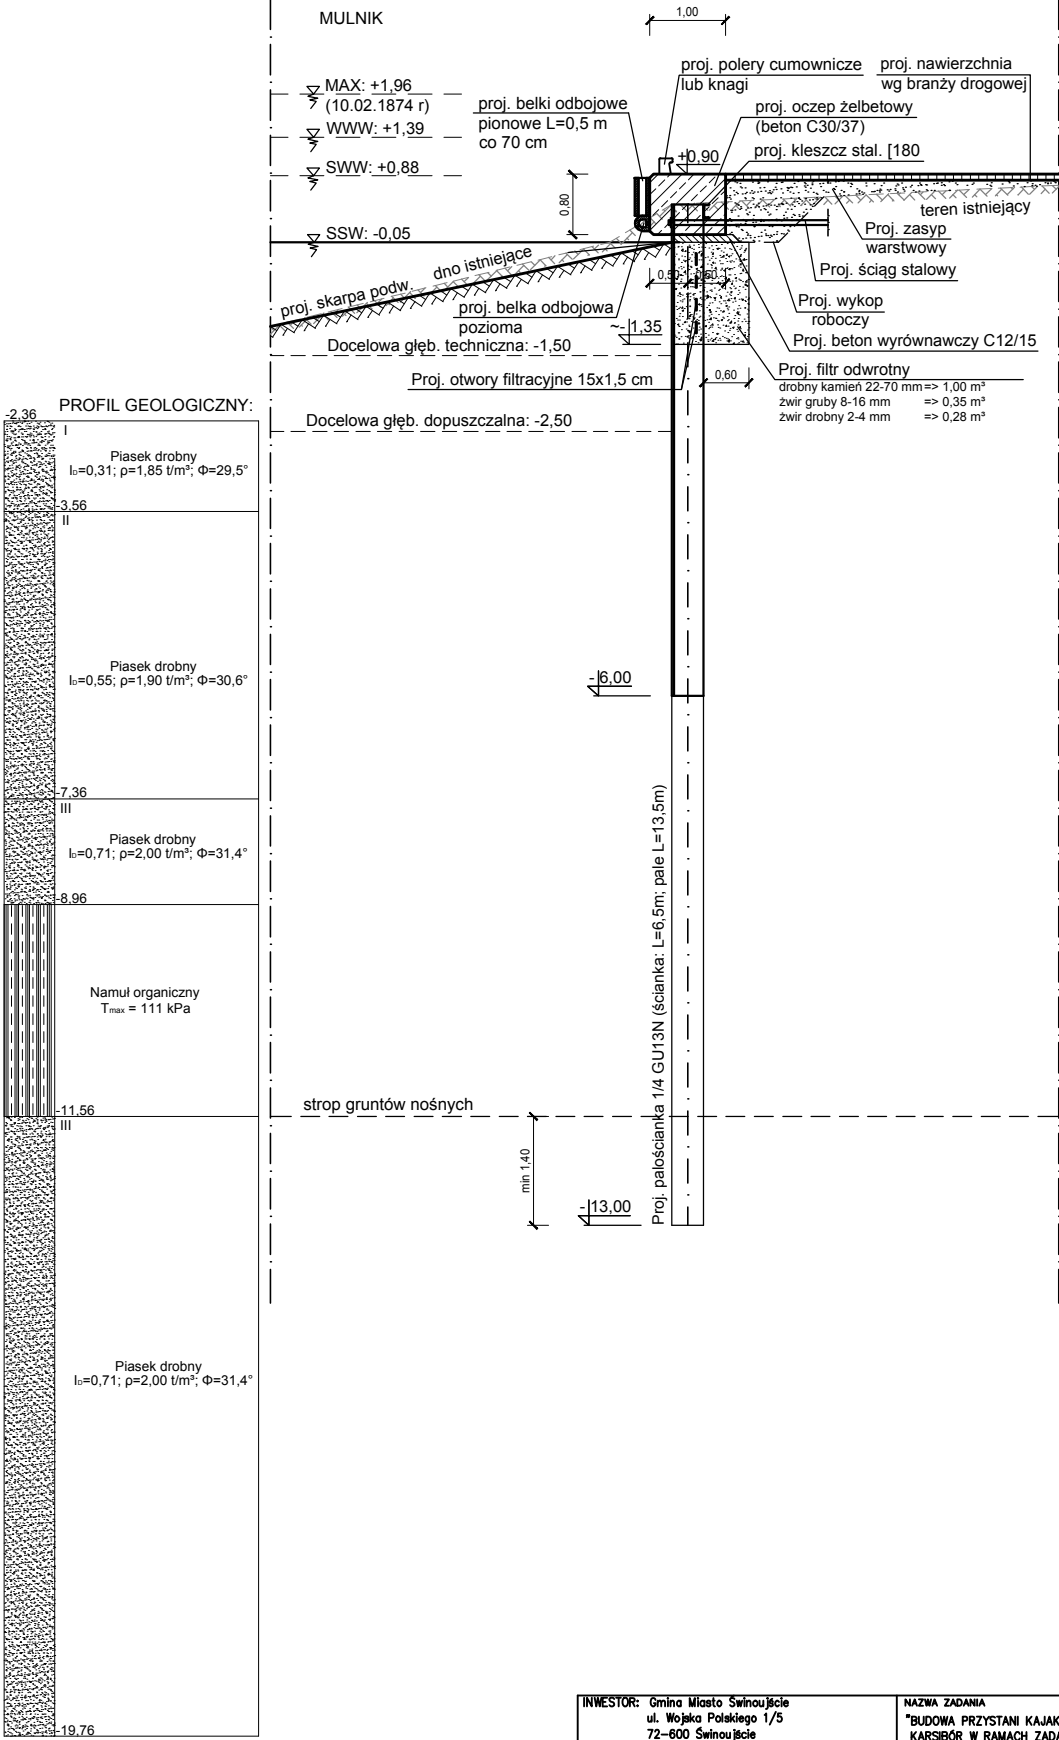 MULNIK
1,00
MAX: +1,96
(10.02.1874 r)
WWW: +1,39
SWW: +0,88
SSW: -0,05
proj. belki odbojowe
pionowe L=0,5 m
co 70 cm
proj. polery cumownicze
lub knagi
proj. nawierzchnia
wg branży drogowej
proj. oczep żelbetowy
(beton C30/37)
+0,90
proj. kleszcz stal. [180
0,80
teren istniejący
Proj. zasyp
warstwowy
Proj. ściąg stalowy
dno istniejące
proj. skarpa podw.
0,50
0,50
proj. belka odbojowa
pozioma
Proj. wykop
roboczy
~-1,35
Docelowa głęb. techniczna: -1,50
Proj. beton wyrównawczy C12/15
Proj. otwory filtracyjne 15x1,5 cm
0,60
Proj. filtr odwrotny
drobny kamień 22-70 mm => 1,00 m³
żwir gruby 8-16 mm => 0,35 m³
żwir drobny 2-4 mm => 0,28 m³
Docelowa głęb. dopuszczalna: -2,50
PROFIL GEOLOGICZNY:
-2,36
I
Piasek drobny
ID=0,31; ρ=1,85 t/m³; Φ=29,5°
-3,56
II
Piasek drobny
ID=0,55; ρ=1,90 t/m³; Φ=30,6°
-6,00
-7,36
III
Piasek drobny
ID=0,71; ρ=2,00 t/m³; Φ=31,4°
-8,96
Namuł organiczny
Tmax = 111 kPa
Proj. palościanka 1/4 GU13N (ścianka: L=6,5m; pale L=13,5m)
-11,56
strop gruntów nośnych
III
min 1,40
-13,00
Piasek drobny
ID=0,71; ρ=2,00 t/m³; Φ=31,4°
-19,76
INWESTOR: Gmina Miasto Świnoujście
ul. Wojska Polskiego 1/5
72-600 Świnoujście
NAZWA ZADANIA
"BUDOWA PRZYSTANI KAJAK
KARSIBÓR W RAMACH ZADA